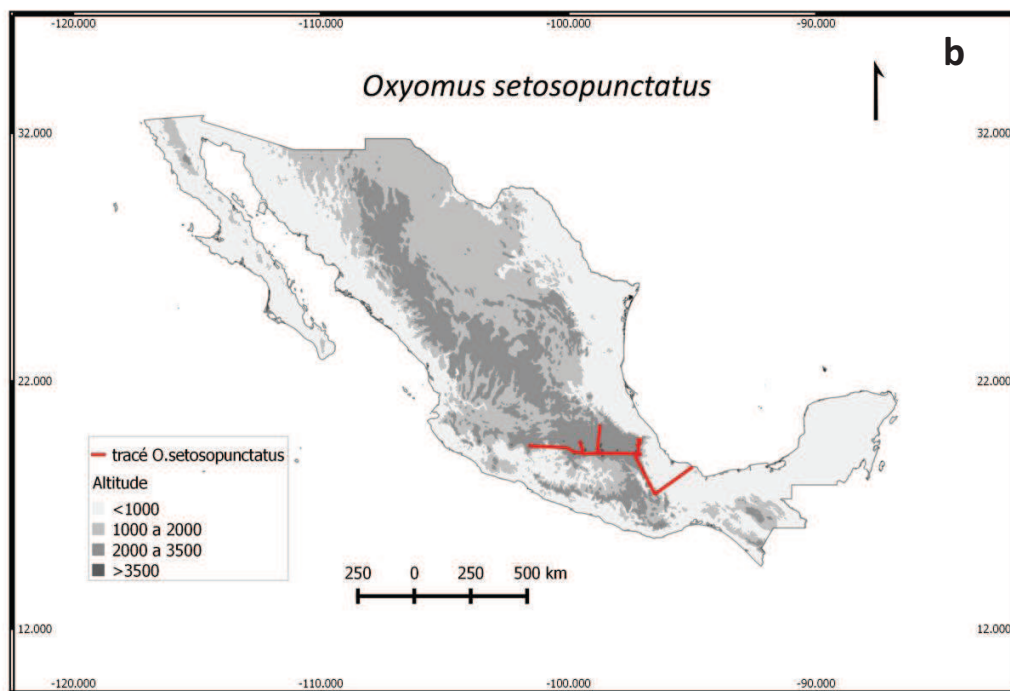 -120.000 -110.000 -100.000 -90.000
b
Oxyomus setosopunctatus
32.000 32.000
22.000 22.000
tracé O.setosopunctatus
Altitude
<1000
1000 a 2000
2000 a 3500
>3500
250 0 250 500 km
12.000 12.000
-120.000 -110.000 -100.000 -90.000